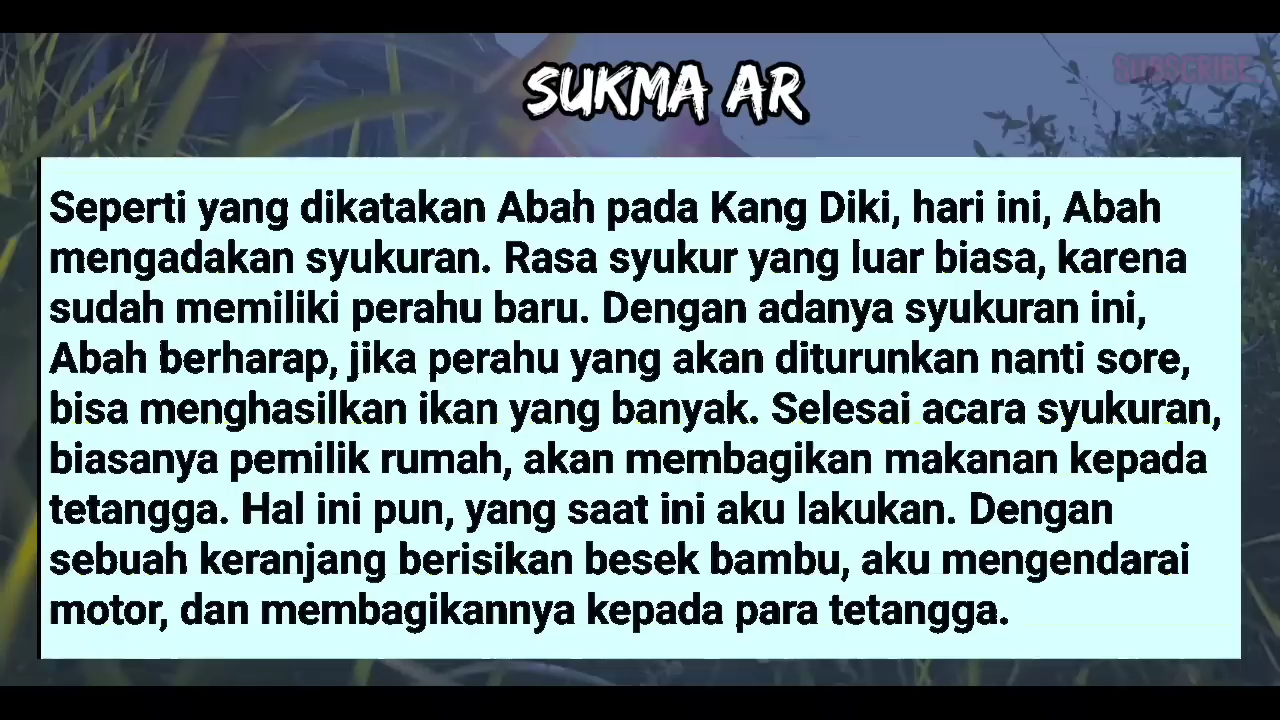 SUKMA AR
SUBSCRIBE
Seperti yang dikatakan Abah pada Kang Diki, hari ini, Abah
mengadakan syukuran. Rasa syukur yang luar biasa, karena
sudah memiliki perahu baru. Dengan adanya syukuran ini,
Abah berharap, jika perahu yang akan diturunkan nanti sore,
bisa menghasilkan ikan yang banyak. Selesai acara syukuran,
biasanya pemilik rumah, akan membagikan makanan kepada
tetangga. Hal ini pun, yang saat ini aku lakukan. Dengan
sebuah keranjang berisikan besek bambu, aku mengendarai
motor, dan membagikannya kepada para tetangga.